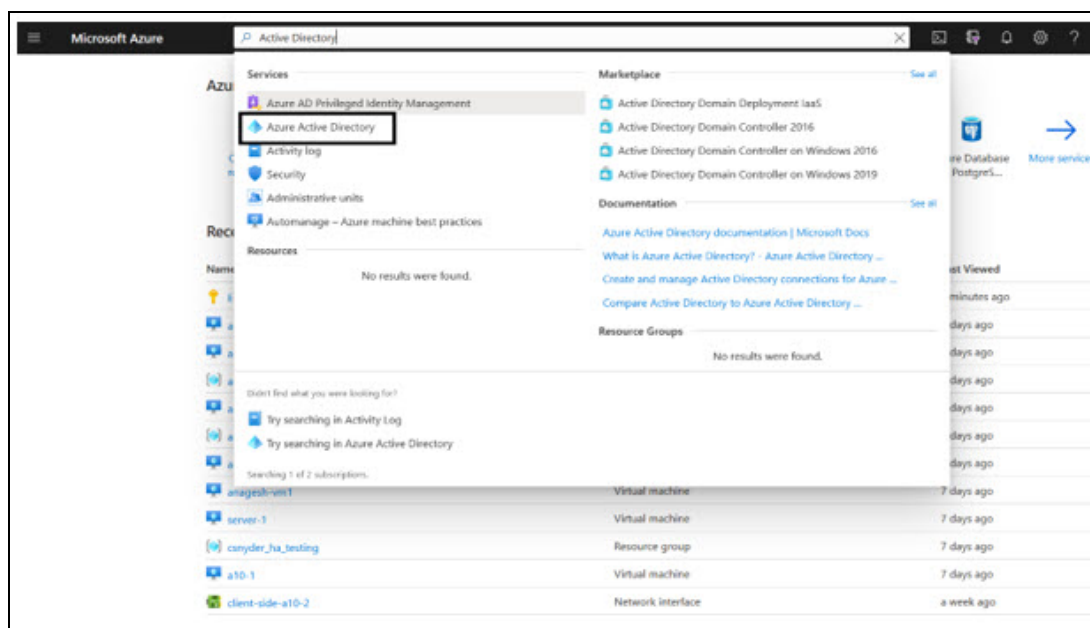 Microsoft Azure
Active Directory
Azu
Services
Azure AD Privileged Identity Management
Azure Active Directory
Activity log
Security
Administrative units
Automanage – Azure machine best practices
Resources
No results were found.
Marketplace
See all
Active Directory Domain Deployment IaaS
Active Directory Domain Controller 2016
Active Directory Domain Controller on Windows 2016
Active Directory Domain Controller on Windows 2019
Documentation
See all
Azure Active Directory documentation | Microsoft Docs
What is Azure Active Directory? - Azure Active Directory ...
Create and manage Active Directory connections for Azure ...
Compare Active Directory to Azure Active Directory ...
Resource Groups
No results were found.
Didn't find what you were looking for?
Try searching in Activity Log
Try searching in Azure Active Directory
Searching 1 of 2 subscriptions.
re Database
PostgreS...
More service
Rece
Name
st Viewed
minutes ago
days ago
days ago
days ago
days ago
days ago
days ago
anagesh-vm1 Virtual machine 7 days ago
server-1 Virtual machine 7 days ago
csnyder_ha_testing Resource group 7 days ago
a10-1 Virtual machine 7 days ago
client-side-a10-2 Network interface a week ago